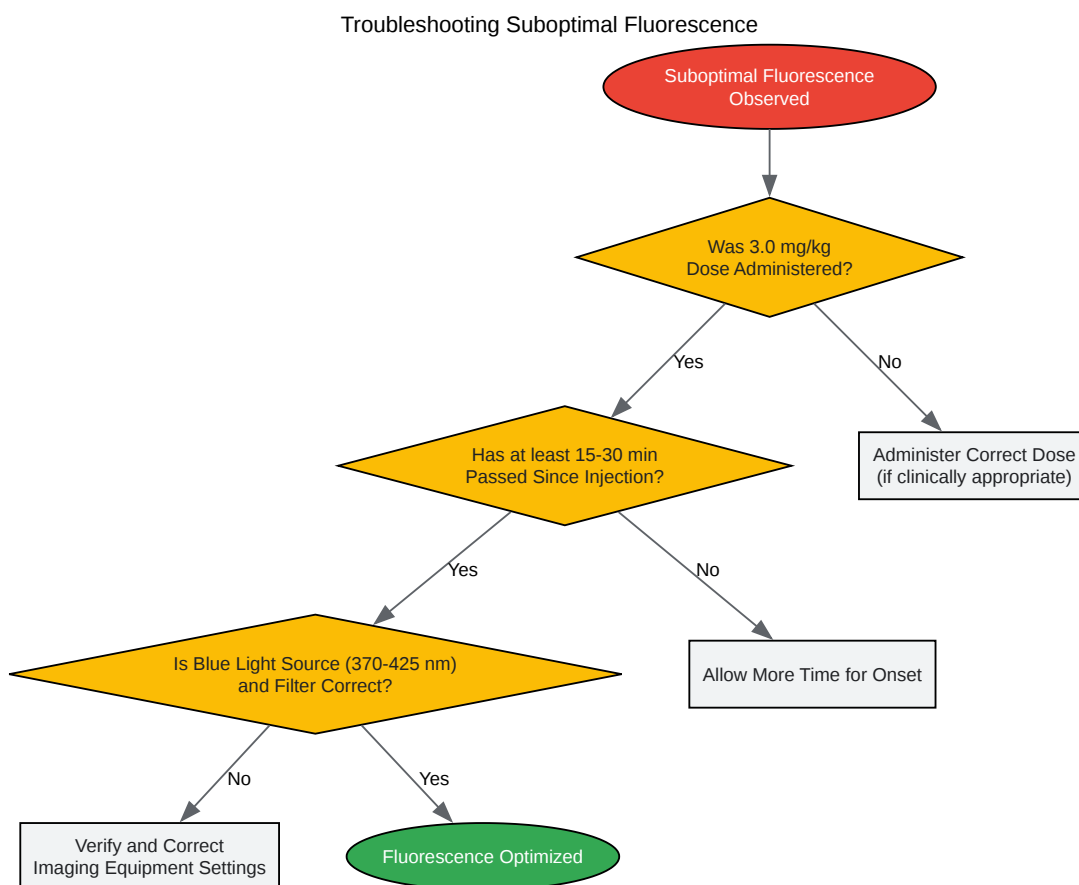 Troubleshooting Suboptimal Fluorescence
Suboptimal Fluorescence
Observed
Was 3.0 mg/kg
Dose Administered?
Yes
No
Has at least 15-30 min
Passed Since Injection?
Administer Correct Dose
(if clinically appropriate)
Yes
No
Is Blue Light Source (370-425 nm)
and Filter Correct?
Allow More Time for Onset
No
Yes
Verify and Correct
Imaging Equipment Settings
Fluorescence Optimized